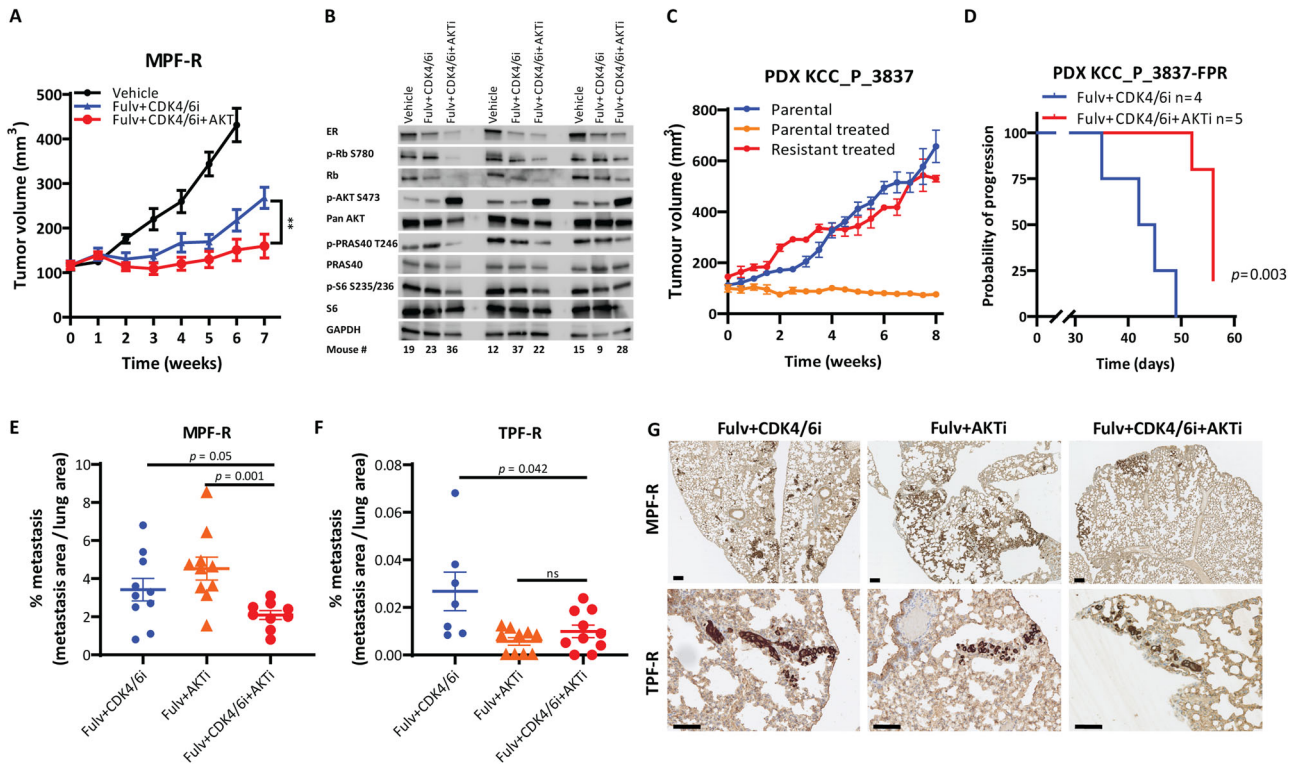 A
MPF-R
Vehicle
Fulv+CDK4/6i
Fulv+CDK4/6i+AKTi
Tumor volume (mm3)
500
400
300
200
100
0
**
0 1 2 3 4 5 6 7
Time (weeks)
B
Vehicle
Fulv+CDK4/6i
Fulv+CDK4/6i+AKTi
Vehicle
Fulv+CDK4/6i
Fulv+CDK4/6i+AKTi
Vehicle
Fulv+CDK4/6i
Fulv+CDK4/6i+AKTi
ER
p-Rb S780
Rb
p-AKT S473
Pan AKT
p-PRAS40 T246
PRAS40
p-S6 S235/236
S6
GAPDH
Mouse # 19 23 36 12 37 22 15 9 28
C
PDX KCC_P_3837
Parental
Parental treated
Resistant treated
Tumour volume (mm3)
800
600
400
200
0
0 2 4 6 8
Time (weeks)
D
PDX KCC_P_3837-FPR
Fulv+CDK4/6i n=4
Fulv+CDK4/6i+AKTi n=5
Probability of progression
100
75
50
25
0
p=0.003
0 30 40 50 60
Time (days)
E
MPF-R
p = 0.05
p = 0.001
% metastasis
(metastasis area /lung area)
10
8
6
4
2
0
Fulv+CDK4/6i
Fulv+AKTi
Fulv+CDK4/6i+AKTi
F
TPF-R
p = 0.042
ns
% metastasis
(metastasis area /lung area)
0.08
0.06
0.04
0.02
0.00
Fulv+CDK4/6i
Fulv+AKTi
Fulv+CDK4/6i+AKTi
G
Fulv+CDK4/6i Fulv+AKTi Fulv+CDK4/6i+AKTi
MPF-R
TPF-R